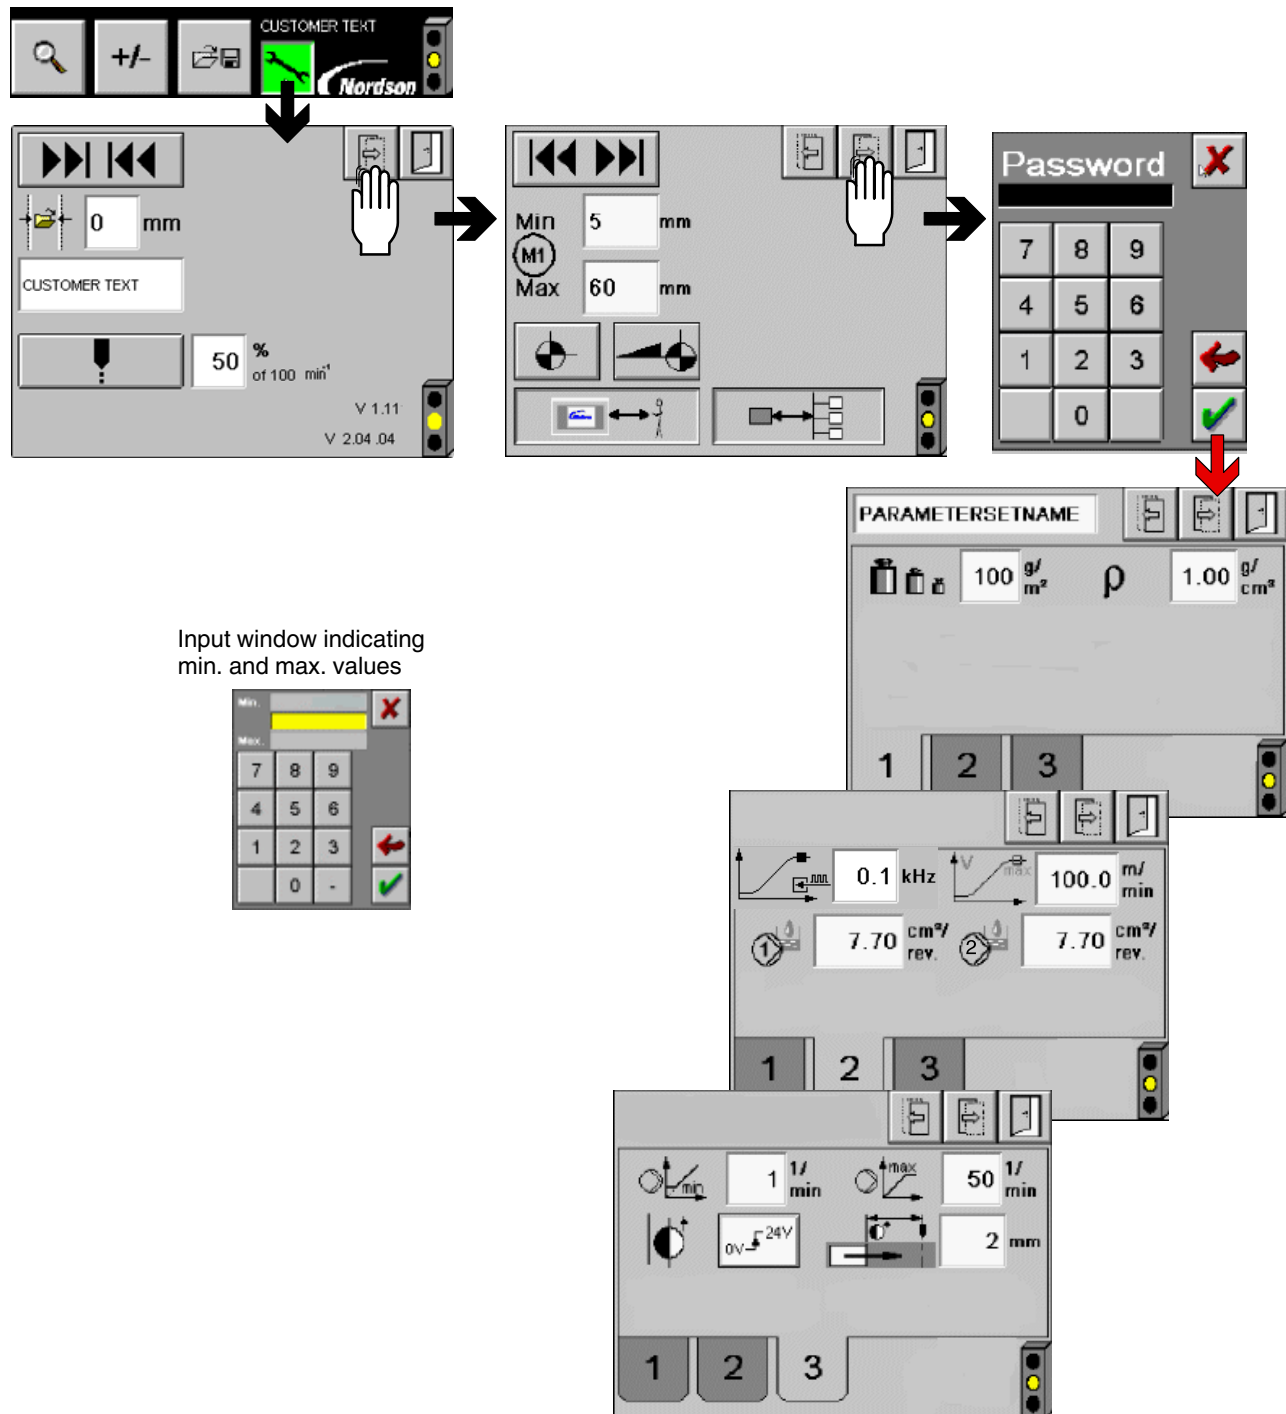 CUSTOMER TEXT
+/-
Nordson
0 mm
CUSTOMER TEXT
50 % of 100 min⁻¹
V 1.11
V 2.04 .04
Min 5 mm
M1
Max 60 mm
Password
7 8 9
4 5 6
1 2 3
0
PARAMETERSETNAME
100 g/m² ρ 1.00 g/cm³
1 2 3
Input window indicating
min. and max. values
Min.
Max.
7 8 9
4 5 6
1 2 3
0 -
0.1 kHz V max 100.0 m/min
1 7.70 cm³/rev. 2 7.70 cm³/rev.
1 2 3
min 1 1/min max 50 1/min
0V 24V 2 mm
1 2 3